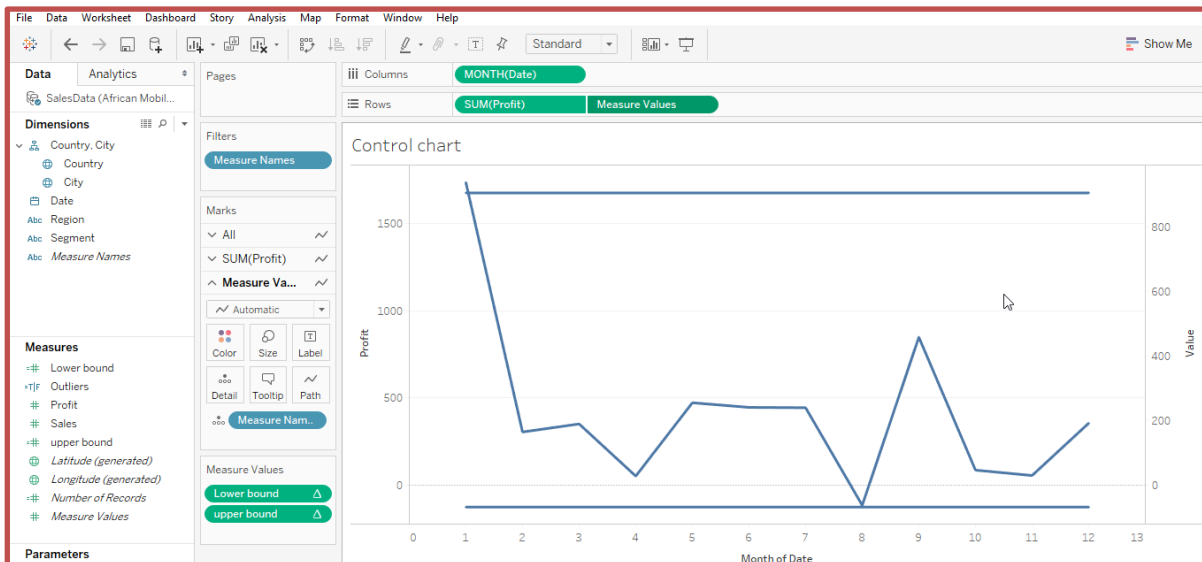 File Data Worksheet Dashboard Story Analysis Map Format Window Help
Standard
Show Me
Data Analytics
SalesData (African Mobil...
Dimensions
Country, City
Country
City
Date
Abc Region
Abc Segment
Abc Measure Names
Measures
Lower bound
T|F Outliers
Profit
Sales
upper bound
Latitude (generated)
Longitude (generated)
Number of Records
Measure Values
Parameters
Pages
Filters
Measure Names
Marks
All
SUM(Profit)
Measure Va...
Automatic
Color Size Label
Detail Tooltip Path
Measure Nam..
Measure Values
Lower bound Δ
upper bound Δ
Columns MONTH(Date)
Rows SUM(Profit) Measure Values
Control chart
1500
1000
500
0
Profit
800
600
400
200
0
Value
0 1 2 3 4 5 6 7 8 9 10 11 12 13
Month of Date